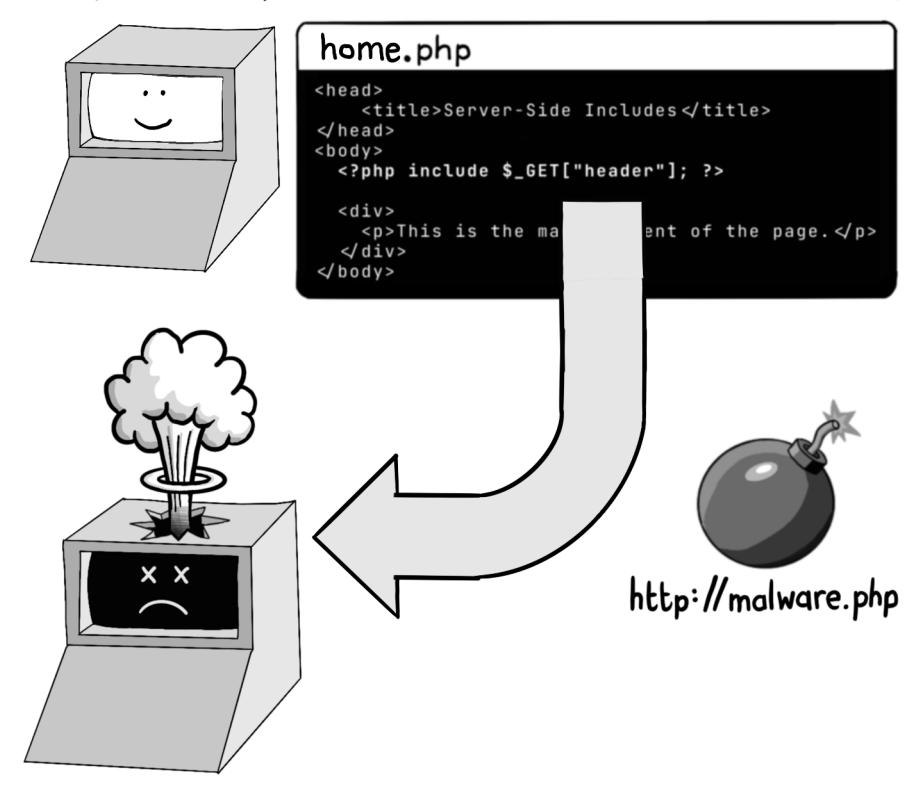 home.php
<head>
<title>Server-Side Includes</title>
</head>
<body>
<?php include $_GET["header"]; ?>
<div>
<p>This is the ma ent of the page.</p>
</div>
</body>
x x
http://malware.php